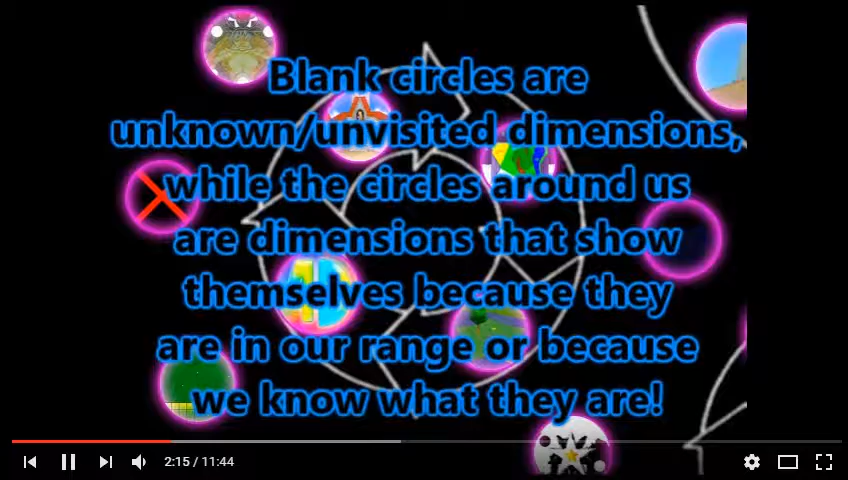 Blank circles are
unknown/unvisited dimensions,
while the circles around us
are dimensions that show
themselves because they
are in our range or because
we know what they are!
2:15 / 11:44